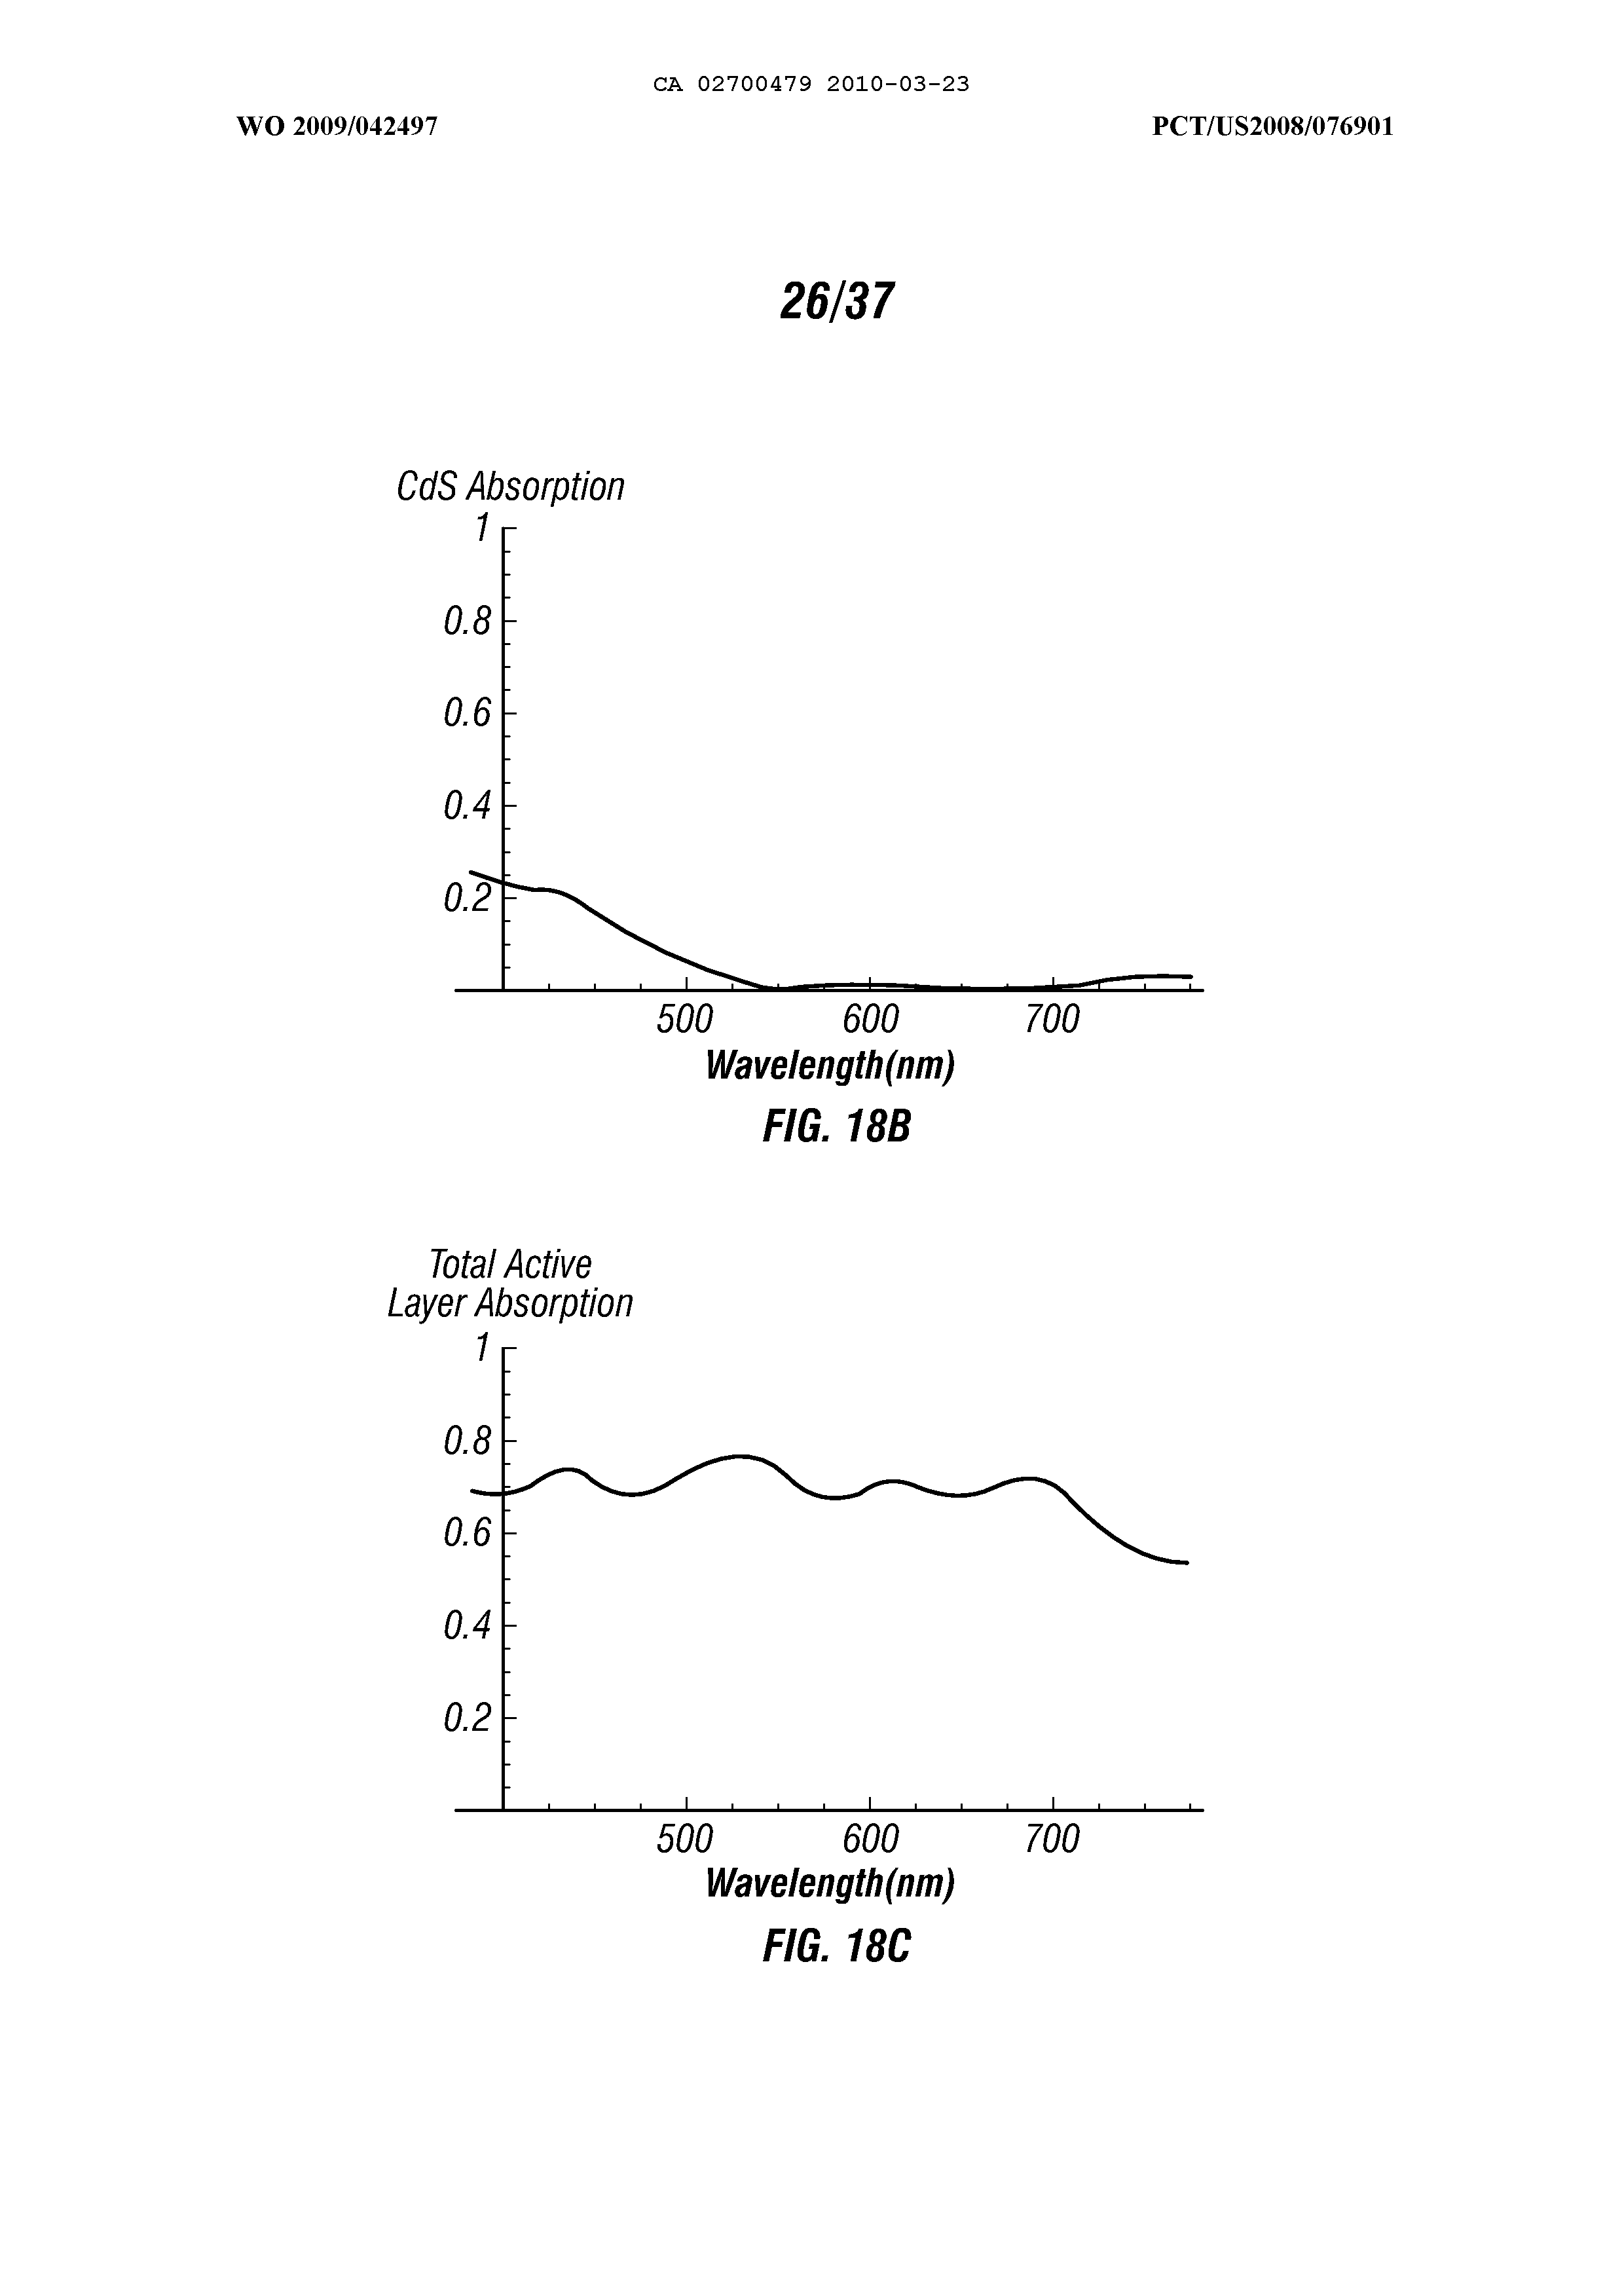 CA 02700479 2010-03-23
WO 2009/042497
PCT/US2008/076901
26/37
CdS Absorption
1
0.8
0.6
0.4
0.2
500 600 700
Wavelength(nm)
FIG. 18B
Total Active
Layer Absorption
1
0.8
0.6
0.4
0.2
500 600 700
Wavelength(nm)
FIG. 18C